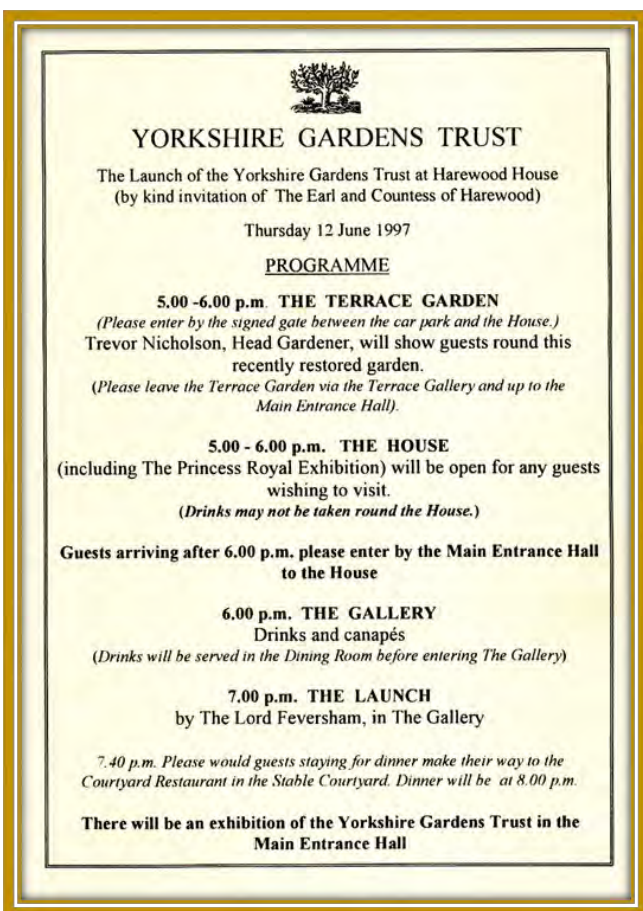 YORKSHIRE GARDENS TRUST
The Launch of the Yorkshire Gardens Trust at Harewood House
(by kind invitation of The Earl and Countess of Harewood)
Thursday 12 June 1997
PROGRAMME
5.00 -6.00 p.m. THE TERRACE GARDEN
(Please enter by the signed gate between the car park and the House.)
Trevor Nicholson, Head Gardener, will show guests round this
recently restored garden.
(Please leave the Terrace Garden via the Terrace Gallery and up to the
Main Entrance Hall).
5.00 - 6.00 p.m. THE HOUSE
(including The Princess Royal Exhibition) will be open for any guests
wishing to visit.
(Drinks may not be taken round the House.)
Guests arriving after 6.00 p.m. please enter by the Main Entrance Hall
to the House
6.00 p.m. THE GALLERY
Drinks and canapés
(Drinks will be served in the Dining Room before entering The Gallery)
7.00 p.m. THE LAUNCH
by The Lord Feversham, in The Gallery
7.40 p.m. Please would guests staying for dinner make their way to the
Courtyard Restaurant in the Stable Courtyard. Dinner will be at 8.00 p.m.
There will be an exhibition of the Yorkshire Gardens Trust in the
Main Entrance Hall